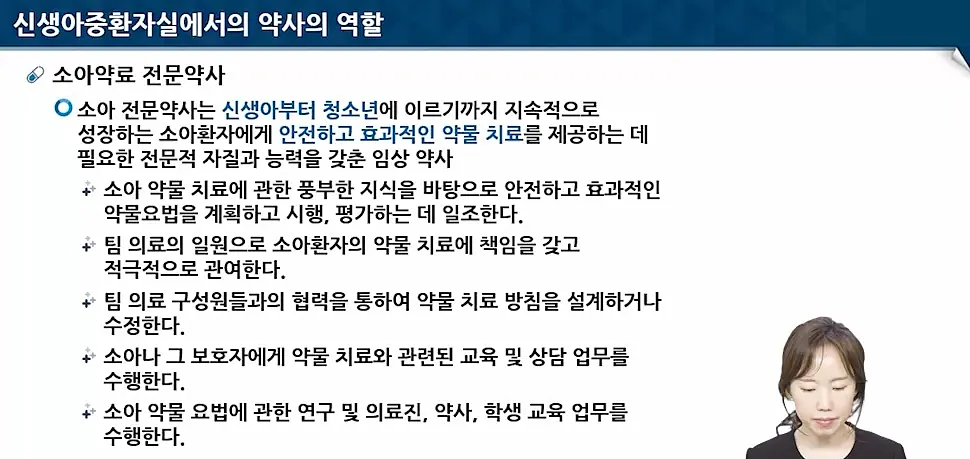 신생아중환자실에서의 약사의 역할
소아약료 전문약사
소아 전문약사는 신생아부터 청소년에 이르기까지 지속적으로
성장하는 소아환자에게 안전하고 효과적인 약물 치료를 제공하는 데
필요한 전문적 자질과 능력을 갖춘 임상 약사
소아 약물 치료에 관한 풍부한 지식을 바탕으로 안전하고 효과적인
약물요법을 계획하고 시행, 평가하는 데 일조한다.
팀 의료의 일원으로 소아환자의 약물 치료에 책임을 갖고
적극적으로 관여한다.
팀 의료 구성원들과의 협력을 통하여 약물 치료 방침을 설계하거나
수정한다.
소아나 그 보호자에게 약물 치료와 관련된 교육 및 상담 업무를
수행한다.
소아 약물 요법에 관한 연구 및 의료진, 약사, 학생 교육 업무를
수행한다.